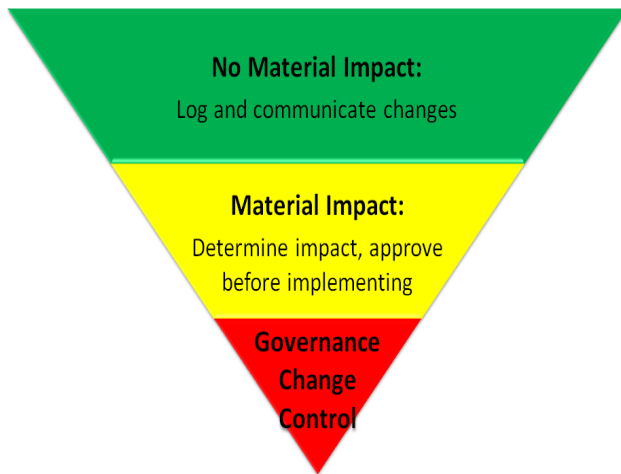 No Material Impact:
Log and communicate changes
Material Impact:
Determine impact, approve
before implementing
Governance
Change
Control